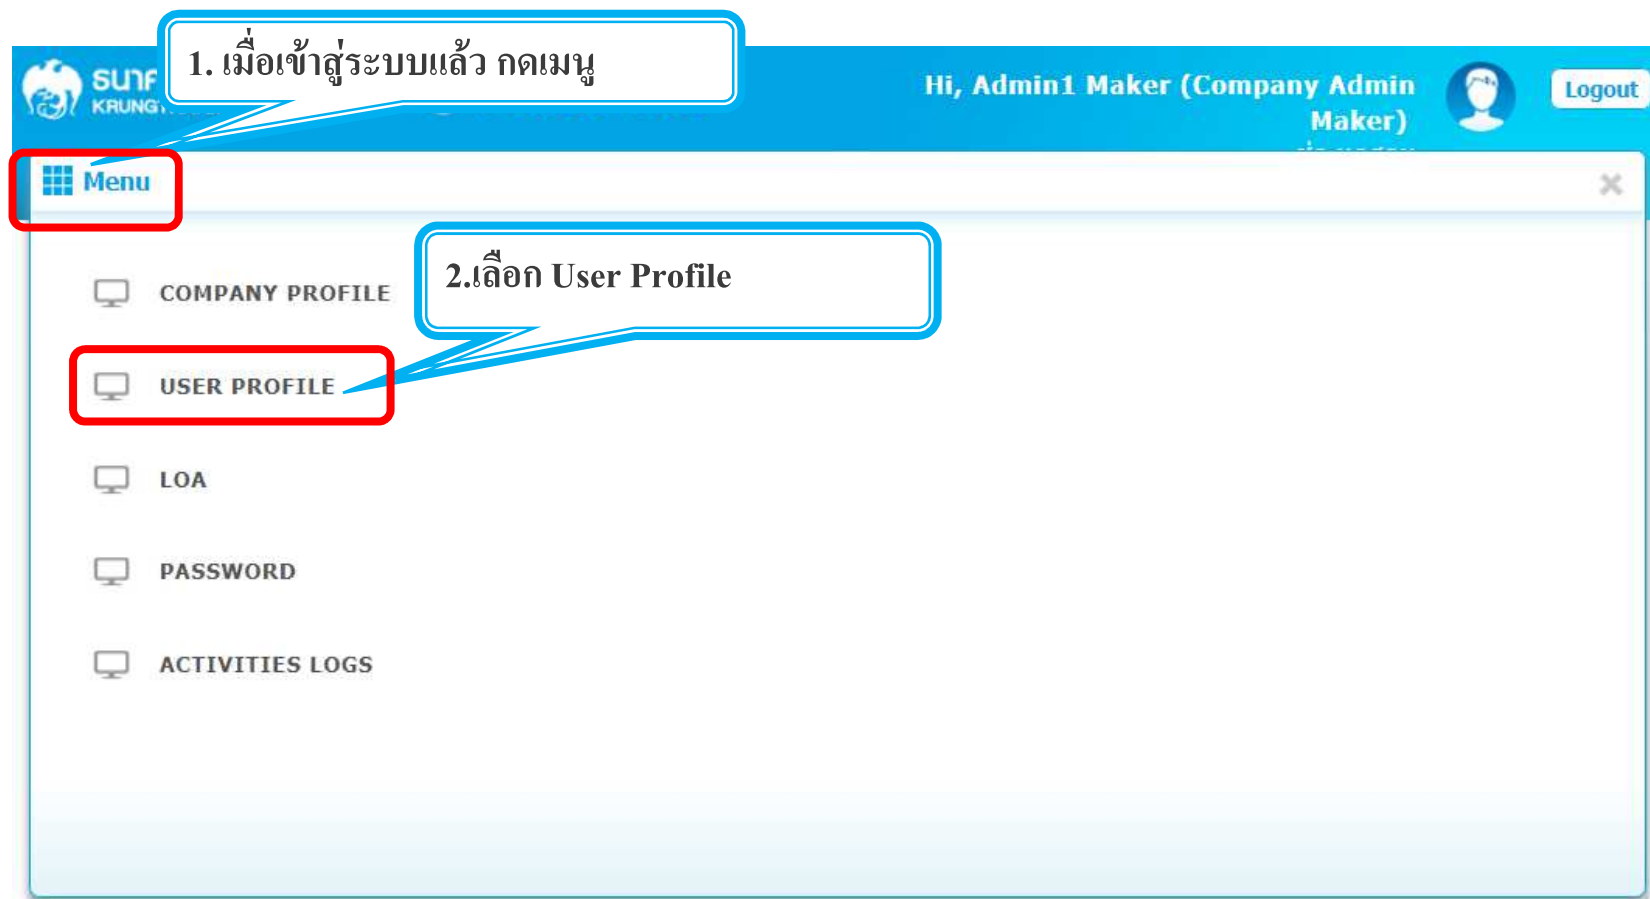 1. เมื่อเข้าสู่ระบบแล้ว กดเมนู
Hi, Admin1 Maker (Company Admin
Maker)
Logout
Menu
2.เลือก User Profile
COMPANY PROFILE
USER PROFILE
LOA
PASSWORD
ACTIVITIES LOGS